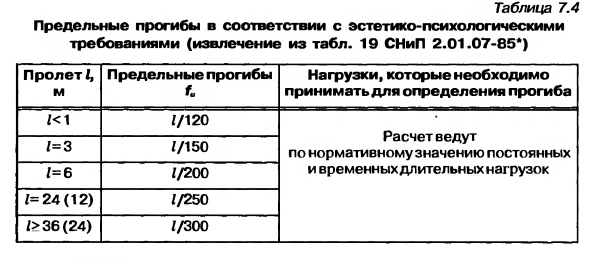 Таблица 7.4
Предельные прогибы в соответствии с эстетико-психологическими
требованиями (извлечение из табл. 19 СНиП 2.01.07-85*)
Пролет l, м
Предельные прогибы fᵤ
Нагрузки, которые необходимо
принимать для определения прогиба
l<1 l/120
l=3 l/150
l=6 l/200
l=24 (12) l/250
l≥36 (24) l/300
Расчет ведут
по нормативному значению постоянных
и временных длительных нагрузок